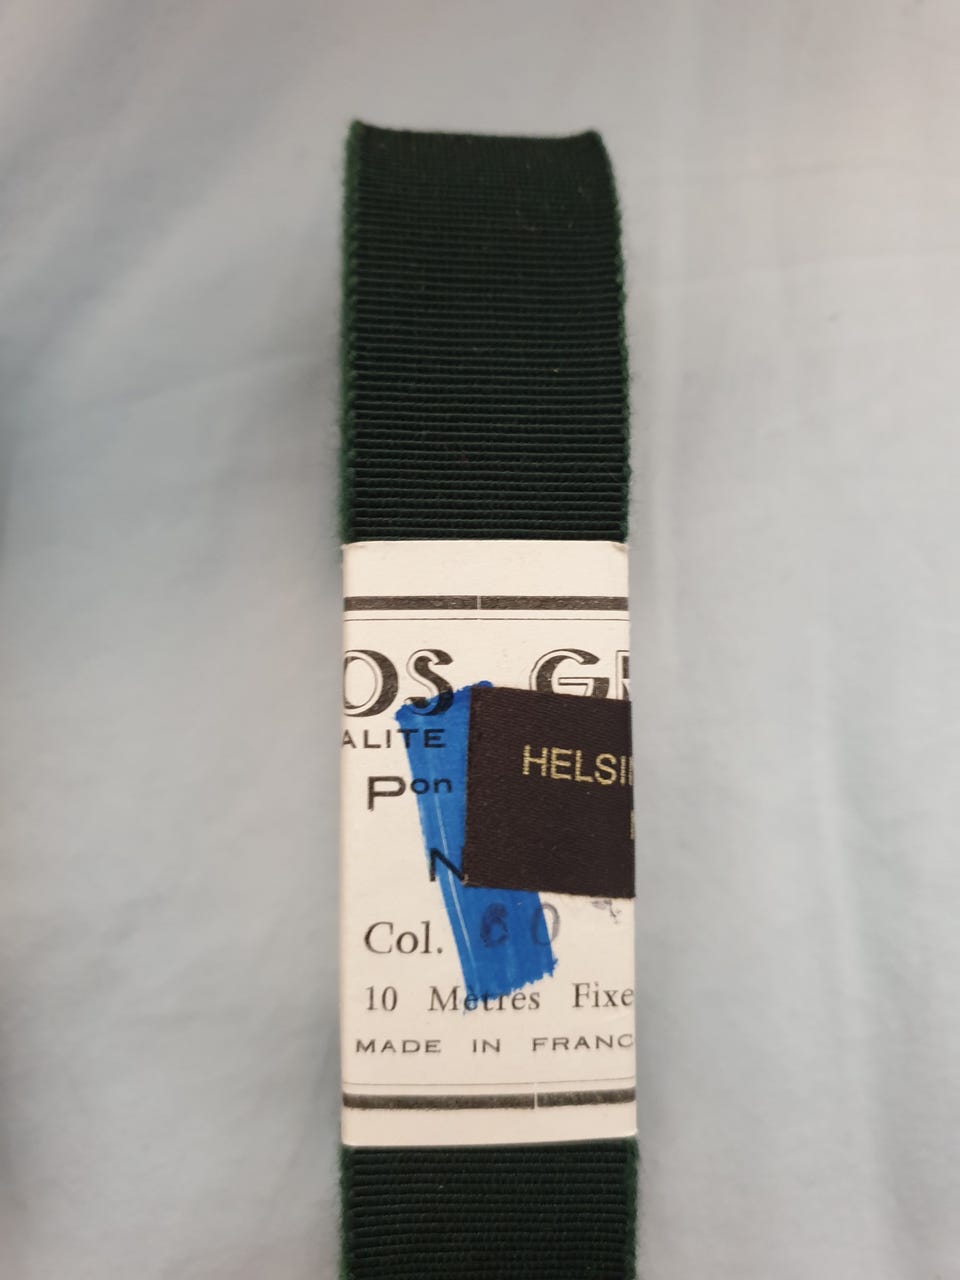 OS GR
ALITE
HELSIN
Pon
N
Col. 60
10 Metres Fixe
MADE IN FRANC